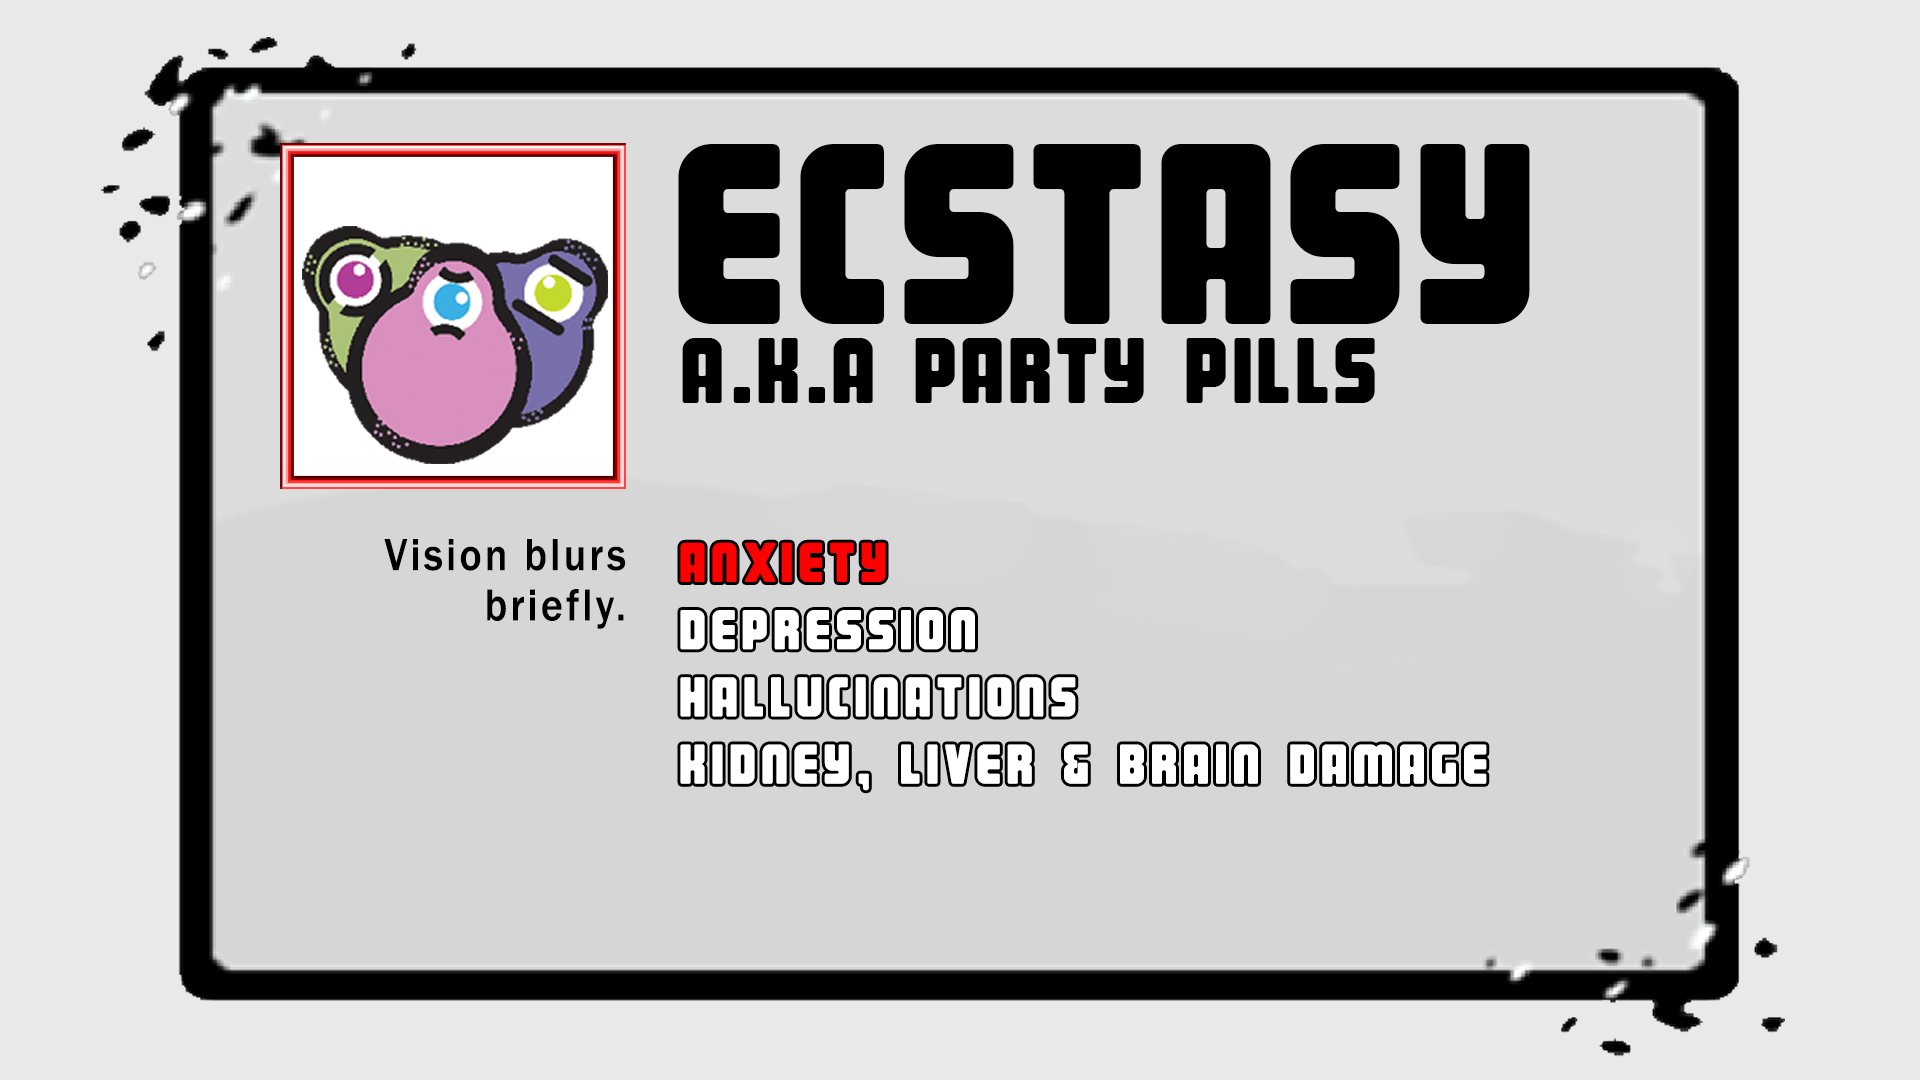 ECSTASY
A.K.A PARTY PILLS
Vision blurs
briefly.
ANXIETY
DEPRESSION
HALLUCINATIONS
KIDNEY, LIVER & BRAIN DAMAGE